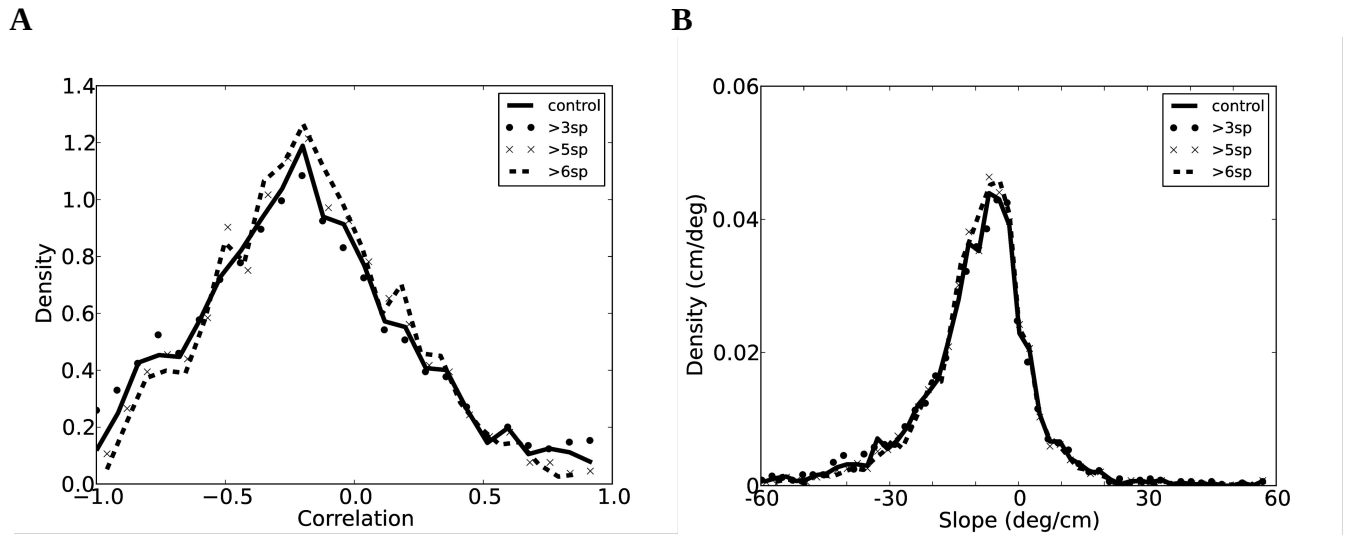 A
B
1.4
1.2
1.0
0.8
0.6
0.4
0.2
0.0
−1.0
−0.5
0.0
0.5
1.0
Correlation
Density
control
>3sp
>5sp
>6sp
0.06
0.04
0.02
0
-60
-30
0
30
60
Slope (deg/cm)
Density (cm/deg)
control
>3sp
>5sp
>6sp